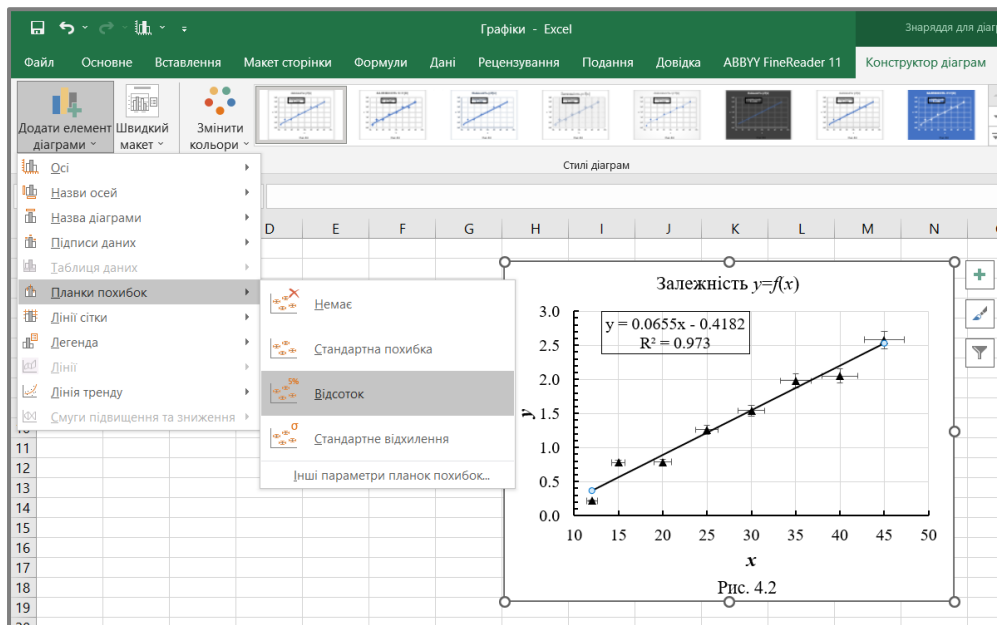 Графіки - Excel
Знаряддя для діаг
Файл Основне Вставлення Макет сторінки Формули Дані Рецензування Подання Довідка ABBYY FineReader 11 Конструктор діаграм
Додати елемент діаграми
Швидкий макет
Змінити кольори
Стилі діаграм
Осі
Назви осей
Назва діаграми
Підписи даних
Таблиця даних
Планки похибок
Лінії сітки
Легенда
Лінії
Лінія тренду
Смуги підвищення та зниження
Немає
Стандартна похибка
5%
Відсоток
σ
Стандартне відхилення
Інші параметри планок похибок...
D E F G H I J K L M N
11
12
13
14
15
16
17
18
19
Залежність y=f(x)
y = 0.0655x - 0.4182
R² = 0.973
3.0
2.5
2.0
1.5
1.0
0.5
0.0
y
10 15 20 25 30 35 40 45 50
x
Рис. 4.2